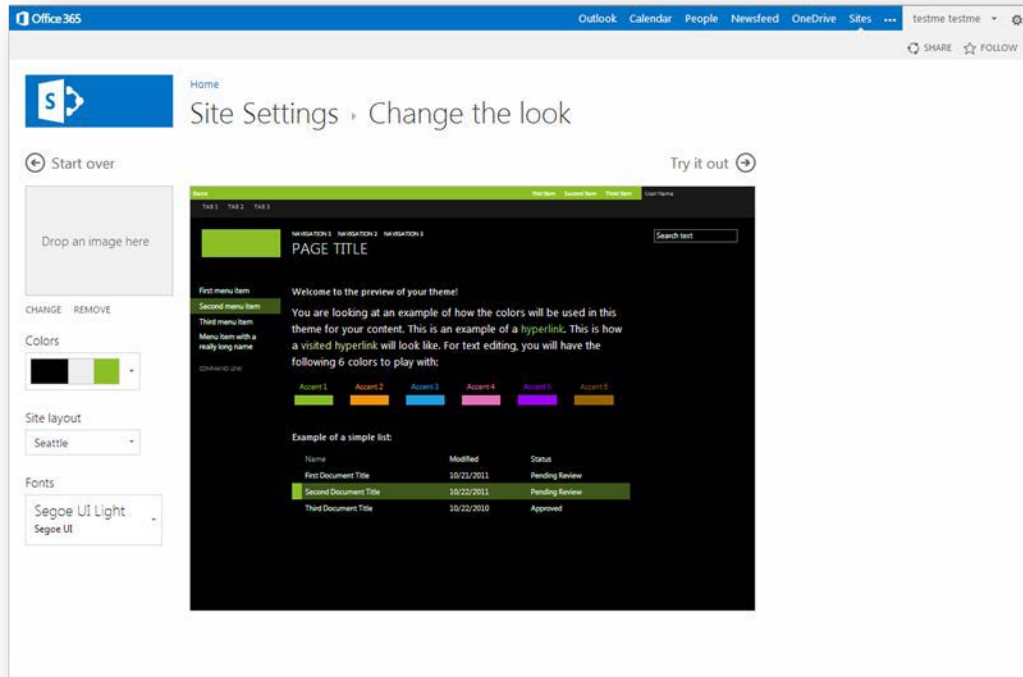 Office 365
Outlook Calendar People Newsfeed OneDrive Sites ••• testme testme
SHARE FOLLOW
S
Home
Site Settings › Change the look
Start over
Try it out
Drop an image here
CHANGE REMOVE
Colors
Site layout
Seattle
Fonts
Segoe UI Light
Segoe UI
Brand First Item Second Item Third Item User Name
TAB 1 TAB 2 TAB 3
NAVIGATION 1 NAVIGATION 2 NAVIGATION 3
PAGE TITLE
Search text
First menu item
Second menu item
Third menu item
Menu item with a
really long name
COMMAND LINK
Welcome to the preview of your theme!
You are looking at an example of how the colors will be used in this
theme for your content. This is an example of a hyperlink. This is how
a visited hyperlink will look like. For text editing, you will have the
following 6 colors to play with:
Accent 1 Accent 2 Accent 3 Accent 4 Accent 5 Accent 6
Example of a simple list:
Name Modified Status
First Document Title 10/21/2011 Pending Review
Second Document Title 10/22/2011 Pending Review
Third Document Title 10/22/2010 Approved